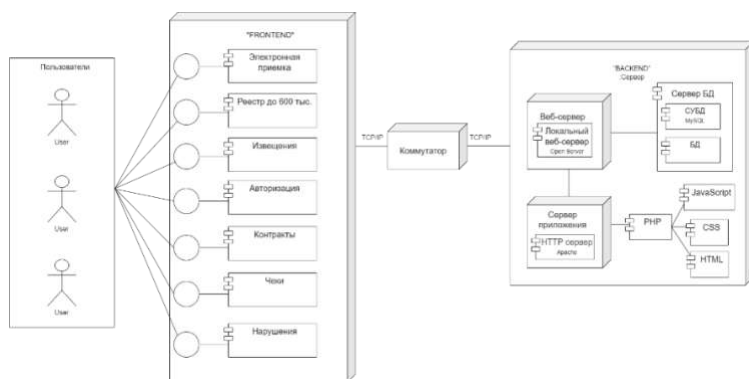 Пользователи
User
User
User
"FRONTEND"
Электронная
приемка
Реестр до 600 тыс.
Извещения
Авторизация
Контракты
Чеки
Нарушения
TCP\IP
Коммутатор
TCP\IP
"BACKEND"
:Сервер
Веб-сервер
Локальный
веб-сервер
Open Server
Сервер БД
СУБД
MySQL
БД
Сервер
приложения
HTTP сервер
Apache
PHP
JavaScript
CSS
HTML